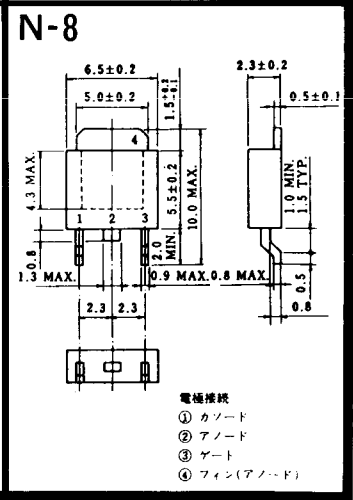 N-8
6.5±0.2
5.0±0.2
1.5+0.2-0.1
2.3±0.2
0.5±0.1
4
4.3 MAX.
5.5±0.2
10.0 MAX.
1.0 MIN.
1.5 TYP.
1 2 3
0.8
2.0 MIN.
1.3 MAX.
0.9 MAX.
0.8 MAX.
0.5
2.3
2.3
0.8
電極接続
① カソード
② アノード
③ ゲート
④ フィン(アノード)